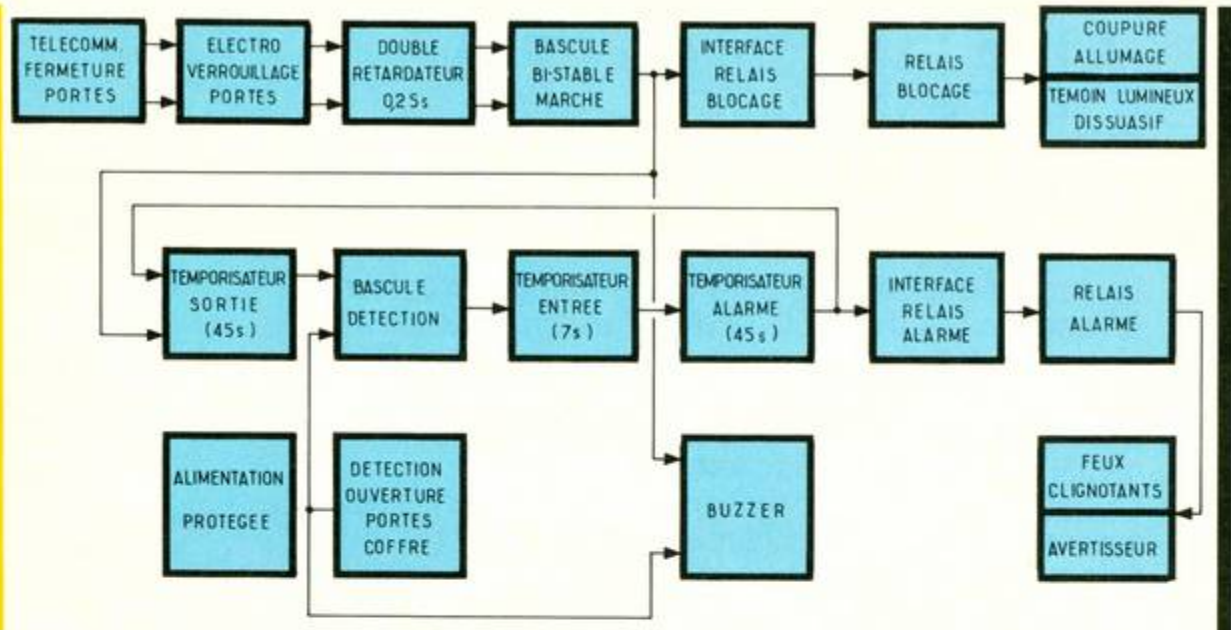 TELECOMM.
FERMETURE
PORTES
ELECTRO
VERROUILLAGE
PORTES
DOUBLE
RETARDATEUR
0,25s
BASCULE
BI-STABLE
MARCHE
INTERFACE
RELAIS
BLOCAGE
RELAIS
BLOCAGE
COUPURE
ALLUMAGE
TEMOIN LUMINEUX
DISSUASIF
TEMPORISATEUR
SORTIE
(45s)
BASCULE
DETECTION
TEMPORISATEUR
ENTREE
(7s)
TEMPORISATEUR
ALARME
(45s)
INTERFACE
RELAIS
ALARME
RELAIS
ALARME
ALIMENTATION
PROTEGEE
DETECTION
OUVERTURE
PORTES
COFFRE
BUZZER
FEUX
CLIGNOTANTS
AVERTISSEUR